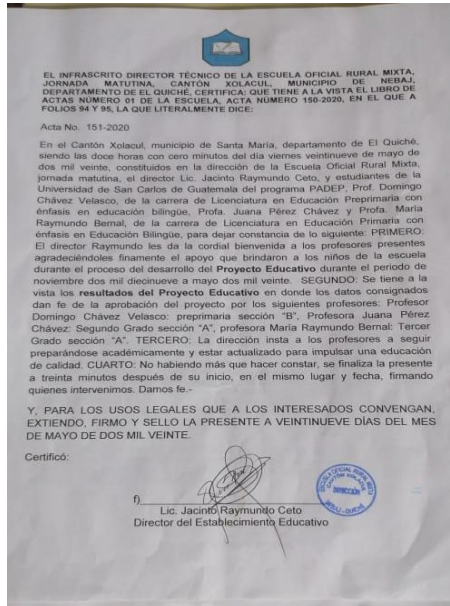 EL INFRASCRITO DIRECTOR TÉCNICO DE LA ESCUELA OFICIAL RURAL MIXTA,
JORNADA MATUTINA, CANTÓN XOLACUL, MUNICIPIO DE NEBAJ,
DEPARTAMENTO DE EL QUICHÉ, CERTIFICA: QUE TIENE A LA VISTA EL LIBRO DE
ACTAS NÚMERO 01 DE LA ESCUELA, ACTA NÚMERO 150-2020, EN EL QUE A
FOLIOS 94 Y 95, LA QUE LITERALMENTE DICE:
Acta No. 151-2020
En el Cantón Xolacul, municipio de Santa María, departamento de El Quiché,
siendo las doce horas con cero minutos del día viernes veintinueve de mayo de
dos mil veinte, constituidos en la dirección de la Escuela Oficial Rural Mixta,
jornada matutina, el director Lic. Jacinto Raymundo Ceto, y estudiantes de la
Universidad de San Carlos de Guatemala del programa PADEP, Prof. Domingo
Chávez Velasco, de la carrera de Licenciatura en Educación Preprimaria con
énfasis en educación bilingüe, Profa. Juana Pérez Chávez y Profa. María
Raymundo Bernal, de la carrera de Licenciatura en Educación Primaria con
énfasis en Educación Bilingüe, para dejar constancia de lo siguiente: PRIMERO:
El director Raymundo les da la cordial bienvenida a los profesores presentes
agradeciéndoles finamente el apoyo que brindaron a los niños de la escuela
durante el proceso del desarrollo del Proyecto Educativo durante el periodo de
noviembre dos mil diecinueve a mayo dos mil veinte. SEGUNDO: Se tiene a la
vista los resultados del Proyecto Educativo en donde los datos consignados
dan fe de la aprobación del proyecto por los siguientes profesores: Profesor
Domingo Chávez Velasco: preprimaria sección "B", Profesora Juana Pérez
Chávez: Segundo Grado sección "A", profesora María Raymundo Bernal: Tercer
Grado sección "A". TERCERO: La dirección insta a los profesores a seguir
preparándose académicamente y estar actualizado para impulsar una educación
de calidad. CUARTO: No habiendo más que hacer constar, se finaliza la presente
a treinta minutos después de su inicio, en el mismo lugar y fecha, firmando
quienes intervenimos. Damos fe.-
Y, PARA LOS USOS LEGALES QUE A LOS INTERESADOS CONVENGAN,
EXTIENDO, FIRMO Y SELLO LA PRESENTE A VEINTINUEVE DÍAS DEL MES
DE MAYO DE DOS MIL VEINTE.
Certificó:
f)
Lic. Jacinto Raymundo Ceto
Director del Establecimiento Educativo
ESCUELA OFICIAL RURAL MIXTA
CANTÓN XOLACUL
DIRECCIÓN
NEBAJ - QUICHÉ